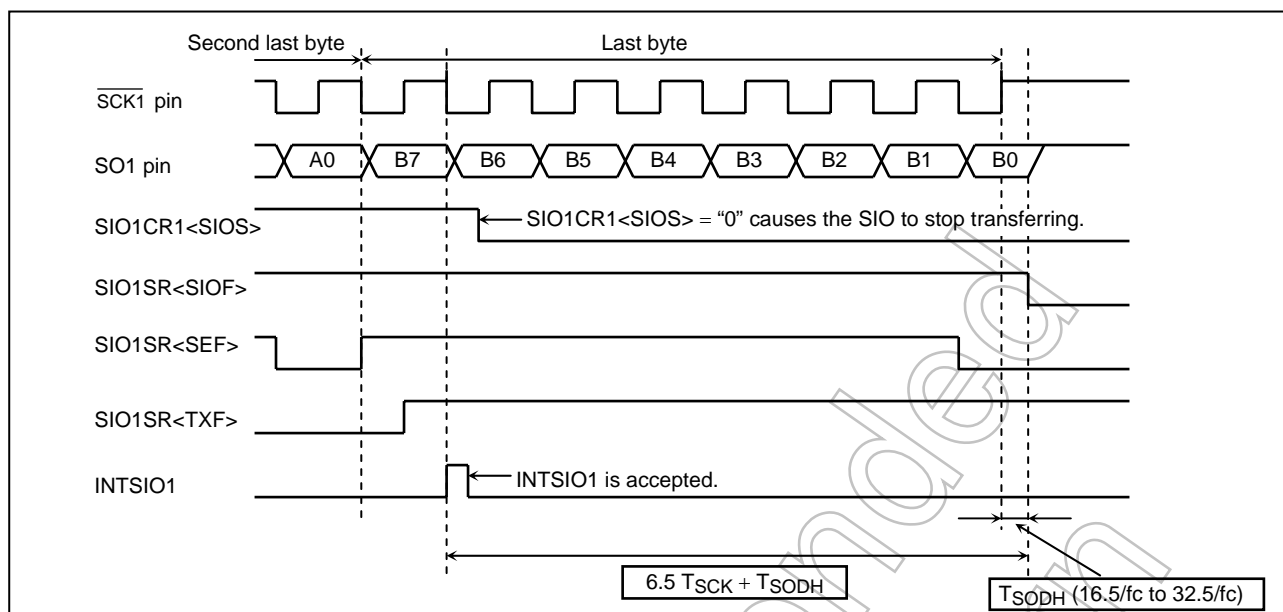 Second last byte
Last byte
SCK1 pin
SO1 pin
A0 B7 B6 B5 B4 B3 B2 B1 B0
SIO1CR1<SIOS>
SIO1CR1<SIOS> = “0” causes the SIO to stop transferring.
SIO1SR<SIOF>
SIO1SR<SEF>
SIO1SR<TXF>
INTSIO1
INTSIO1 is accepted.
6.5 TSCK + TSODH
TSODH (16.5/fc to 32.5/fc)